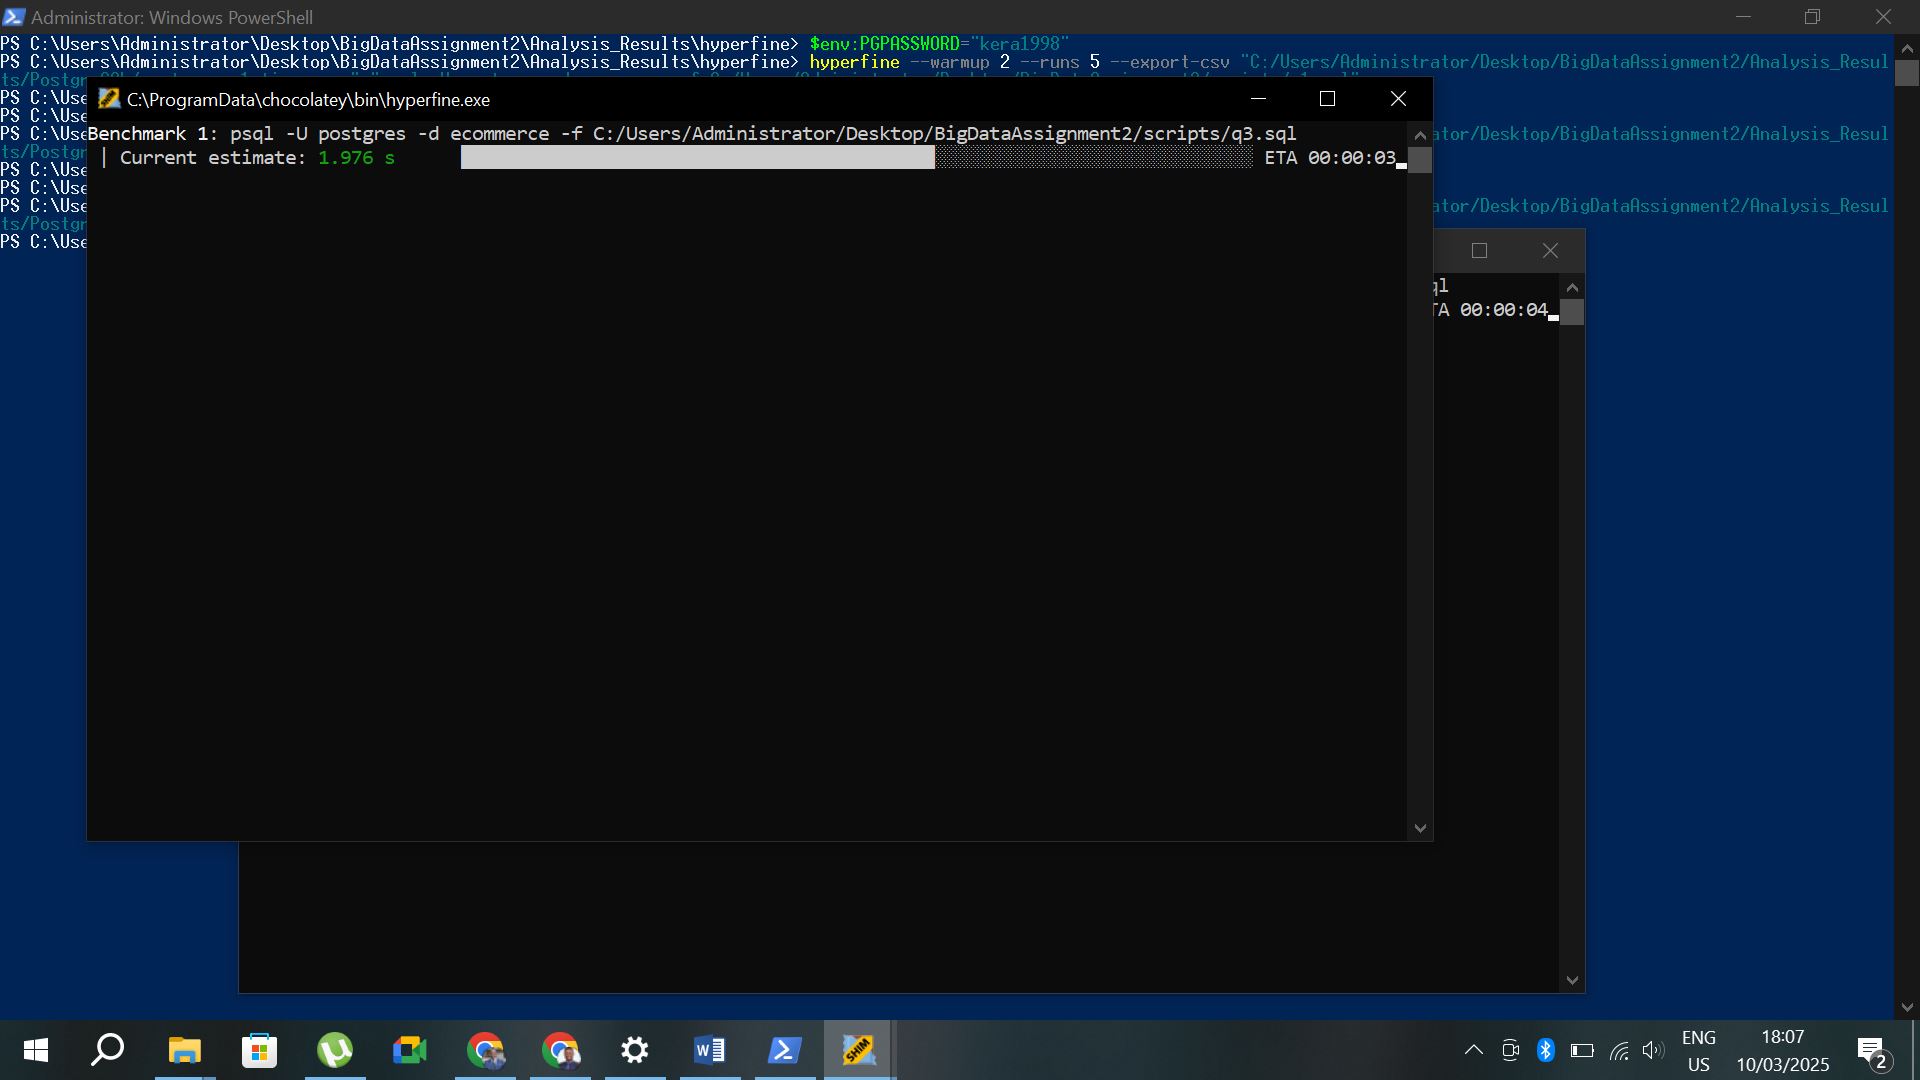 Administrator: Windows PowerShell
PS C:\Users\Administrator\Desktop\BigDataAssignment2\Analysis_Results\hyperfine> $env:PGPASSWORD="kera1998"
PS C:\Users\Administrator\Desktop\BigDataAssignment2\Analysis_Results\hyperfine> hyperfine --warmup 2 --runs 5 --export-csv "C:/Users/Administrator/Desktop/BigDataAssignment2/Analysis_Resul
ts/Postgr
PS C:\Use
PS C:\Use
PS C:\Use ator/Desktop/BigDataAssignment2/Analysis_Resul
ts/Postgr
PS C:\Use
PS C:\Use
PS C:\Use ator/Desktop/BigDataAssignment2/Analysis_Resul
ts/Postgr
PS C:\Use
C:\ProgramData\chocolatey\bin\hyperfine.exe
Benchmark 1: psql -U postgres -d ecommerce -f C:/Users/Administrator/Desktop/BigDataAssignment2/scripts/q3.sql
| Current estimate: 1.976 s ETA 00:00:03
ql
TA 00:00:04
SHIM
ENG
US
18:07
10/03/2025
2